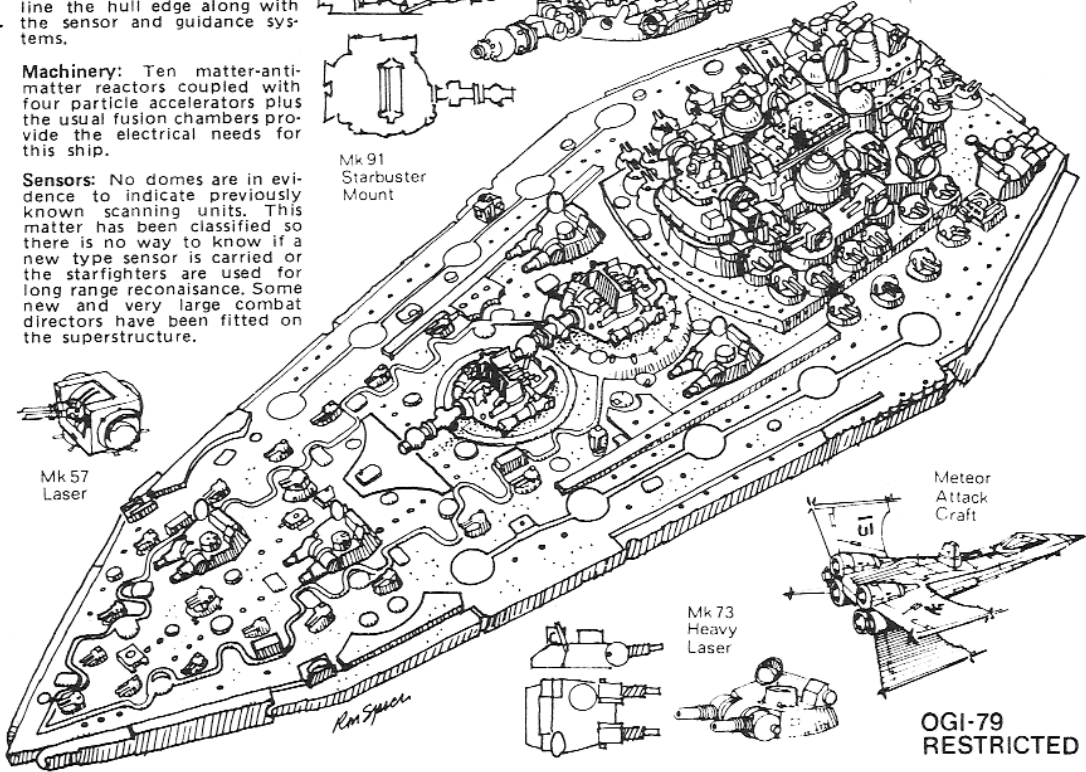 line the hull edge along with
the sensor and guidance sys-
tems.
Machinery: Ten matter-anti-
matter reactors coupled with
four particle accelerators plus
the usual fusion chambers pro-
vide the electrical needs for
this ship.
Sensors: No domes are in evi-
dence to indicate previously
known scanning units. This
matter has been classified so
there is no way to know if a
new type sensor is carried or
the starfighters are used for
long range reconaisance. Some
new and very large combat
directors have been fitted on
the superstructure.
Mk 91
Starbuster
Mount
Mk 57
Laser
Meteor
Attack
Craft
Mk 73
Heavy
Laser
OGI-79
RESTRICTED